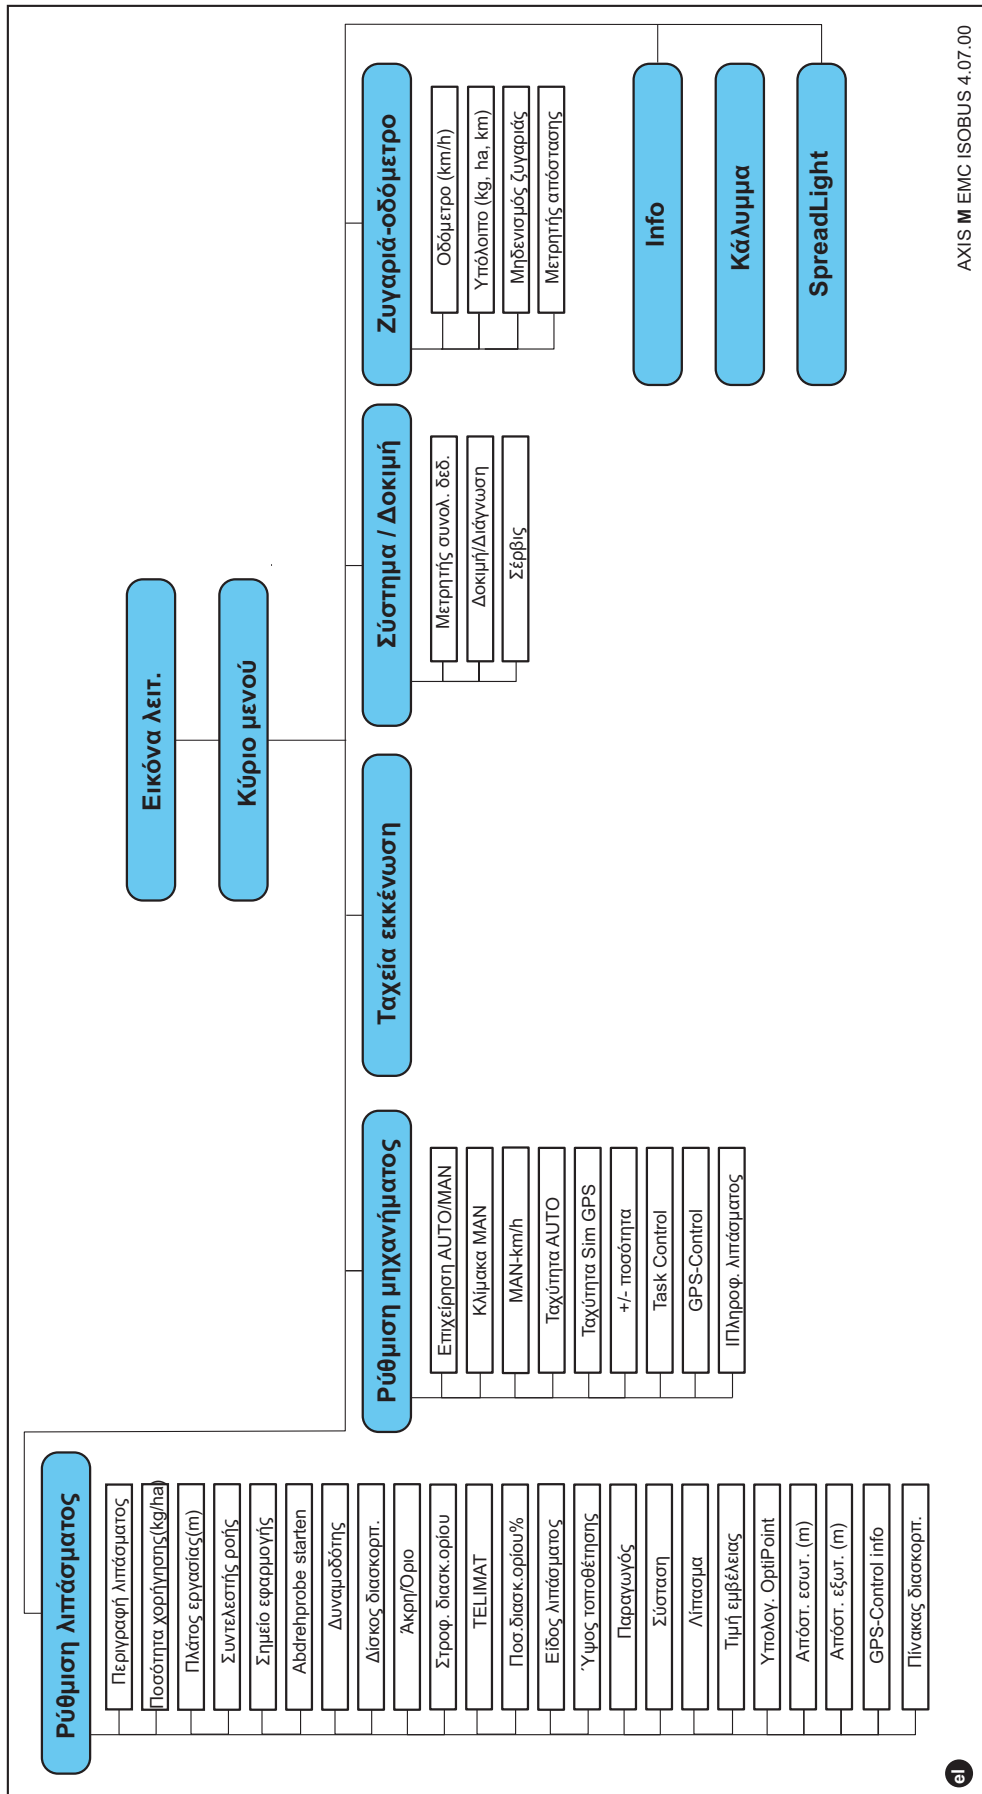 Εικόνα λειτ.
Κύριο μενού
Ρύθμιση λιπάσματος
Περιγραφή λιπάσματος
Ποσότητα χορήγησης(kg/ha)
Πλάτος εργασίας(m)
Συντελεστής ροής
Σημείο εφαρμογής
Abdrehprobe starten
Δυναμοδότης
Δίσκος διασκορπ.
Άκρη/Όριο
Στροφ. διασκ.ορίου
TELIMAT
Ποσ.διασκ.ορίου%
Είδος λιπάσματος
Ύψος τοποθέτησης
Παραγωγός
Σύσταση
Λίπασμα
Τιμή εμβέλειας
Υπολογ. OptiPoint
Απόστ. εσωτ. (m)
Απόστ. εξωτ. (m)
GPS-Control info
Πίνακας διασκορπ.
Ρύθμιση μηχανήματος
Επιχείρηση AUTO/MAN
Κλίμακα MAN
MAN-km/h
Ταχύτητα AUTO
Ταχύτητα Sim GPS
+/- ποσότητα
Task Control
GPS-Control
ΙΠληροφ. λιπάσματος
Ταχεία εκκένωση
Σύστημα / Δοκιμή
Μετρητής συνολ. δεδ.
Δοκιμή/Διάγνωση
Σέρβις
Ζυγαριά-οδόμετρο
Οδόμετρο (km/h)
Υπόλοιπο (kg, ha, km)
Μηδενισμός ζυγαριάς
Μετρητής απόστασης
Info
Κάλυμμα
SpreadLight
el
AXIS M EMC ISOBUS 4.07.00